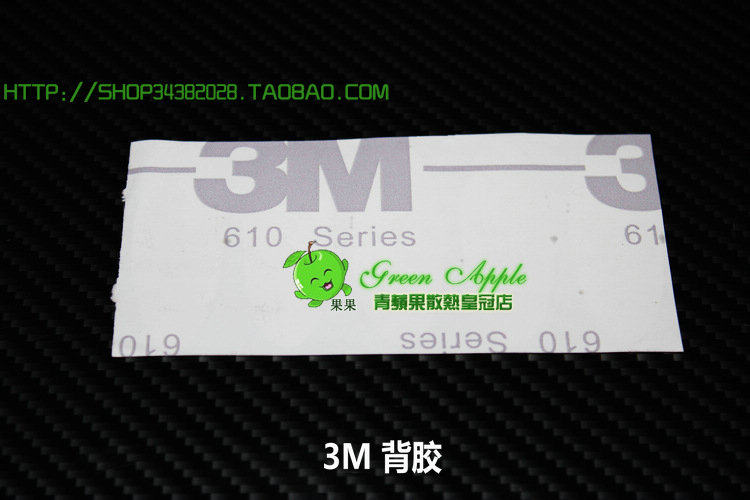 HTTP://SHOP34382028.TAOBAO.COM
3M 3
610 Series 61
Green Apple
果果 青蘋果散熱皇冠店
610 Series 610
3M 背胶